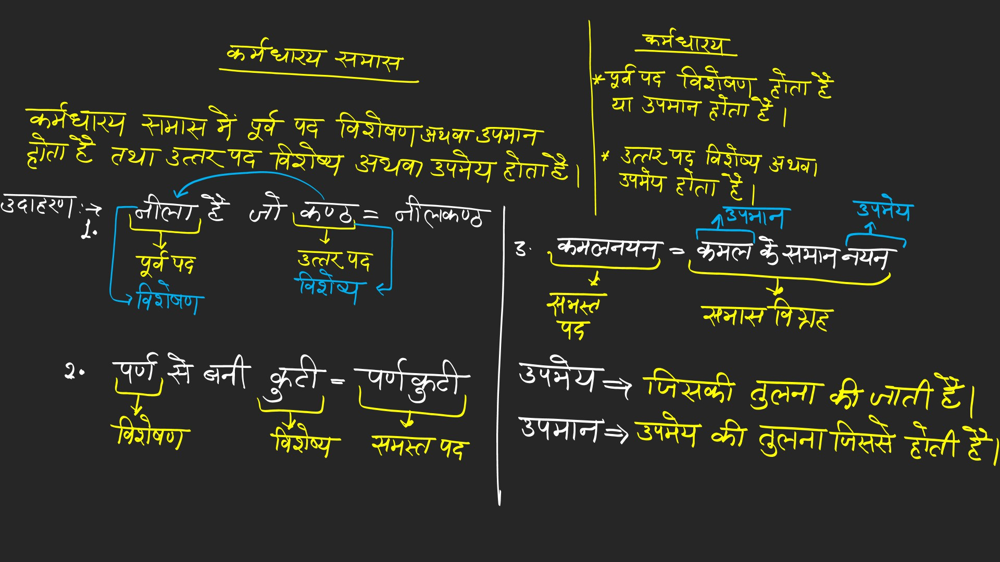 कर्मधारय समास
कर्मधारय समास में पूर्व पद विशेषण अथवा उपमान
होता है तथा उत्तर पद विशेष्य अथवा उपमेय होता है।
उदाहरण :→
1. नीला है जो कण्ठ = नीलकण्ठ
पूर्व पद उत्तर पद
विशेषण विशेष्य
२. पर्ण से बनी कुटी = पर्णकुटी
विशेषण विशेष्य समस्त पद
कर्मधारय
* पूर्व पद विशेषण होता है
या उपमान होता है।
* उत्तर पद विशेष्य अथवा
उपमेय होता है।
उपमान उपमेय
3. कमलनयन = कमल के समान नयन
समस्त समास विग्रह
पद
उपमेय ⇒ जिसकी तुलना की जाती है।
उपमान ⇒ उपमेय की तुलना जिससे होती है।